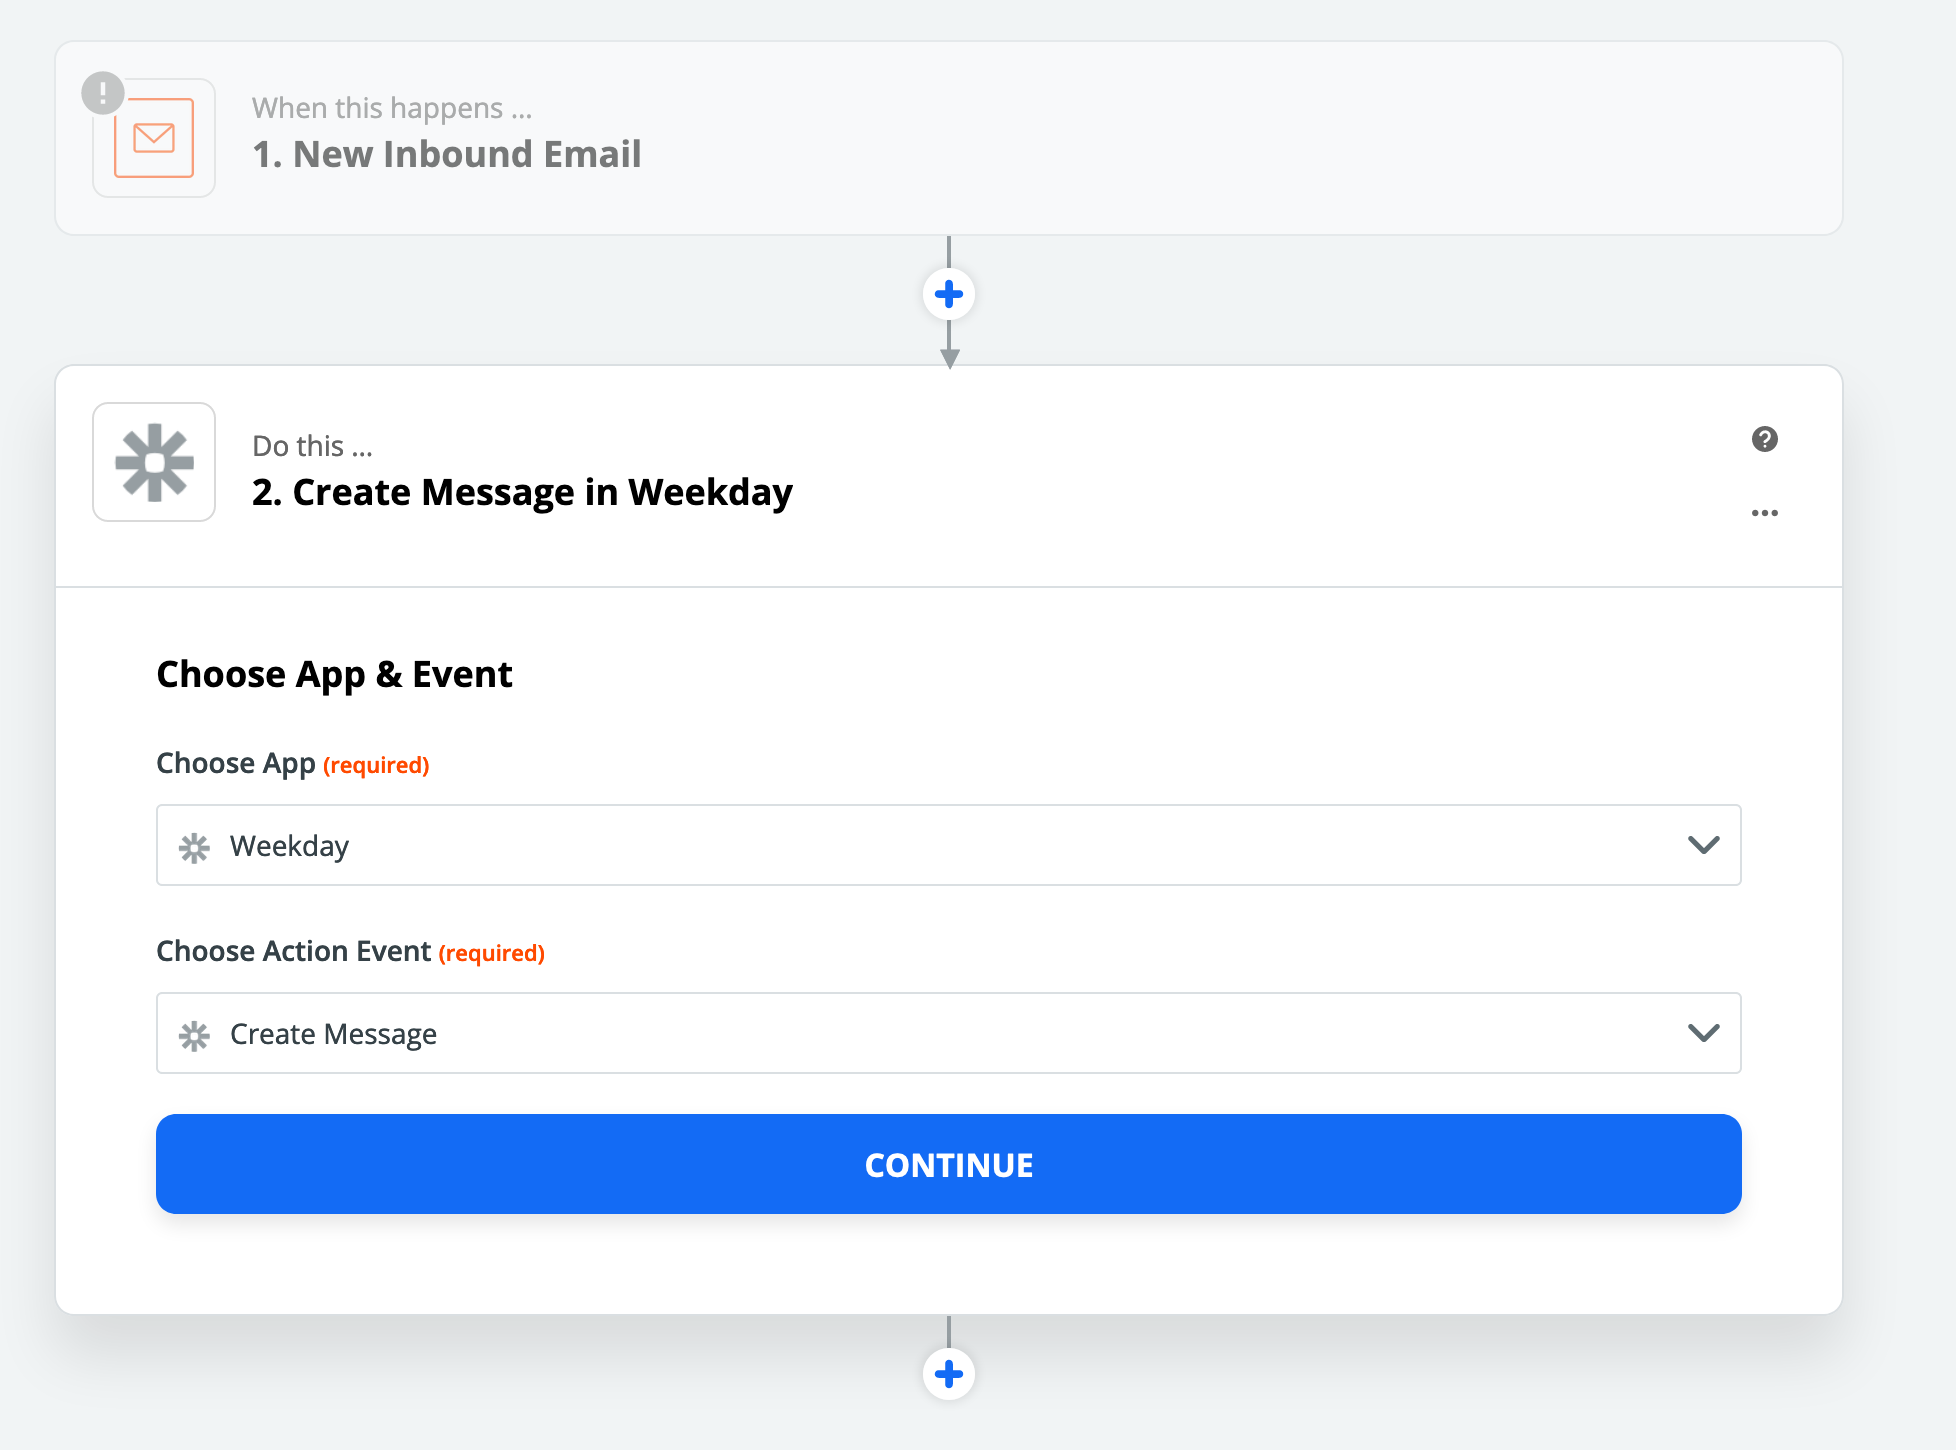 When this happens ...
1. New Inbound Email
Do this ...
2. Create Message in Weekday
Choose App & Event
Choose App (required)
Weekday
Choose Action Event (required)
Create Message
CONTINUE